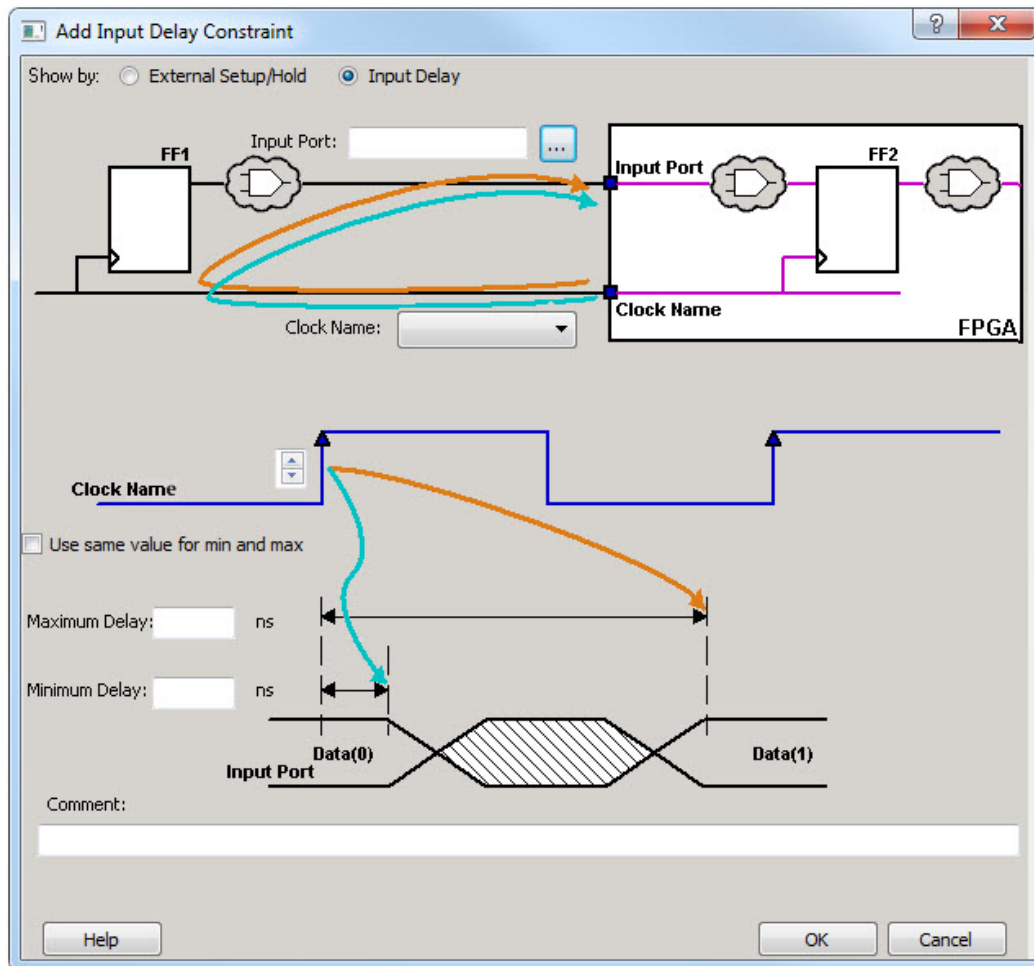 Add Input Delay Constraint
?
X
Show by: External Setup/Hold Input Delay
Input Port: ...
FF1
Input Port
FF2
Clock Name:
Clock Name
FPGA
Clock Name
Use same value for min and max
Maximum Delay: ns
Minimum Delay: ns
Data(0)
Data(1)
Input Port
Comment:
Help
OK
Cancel